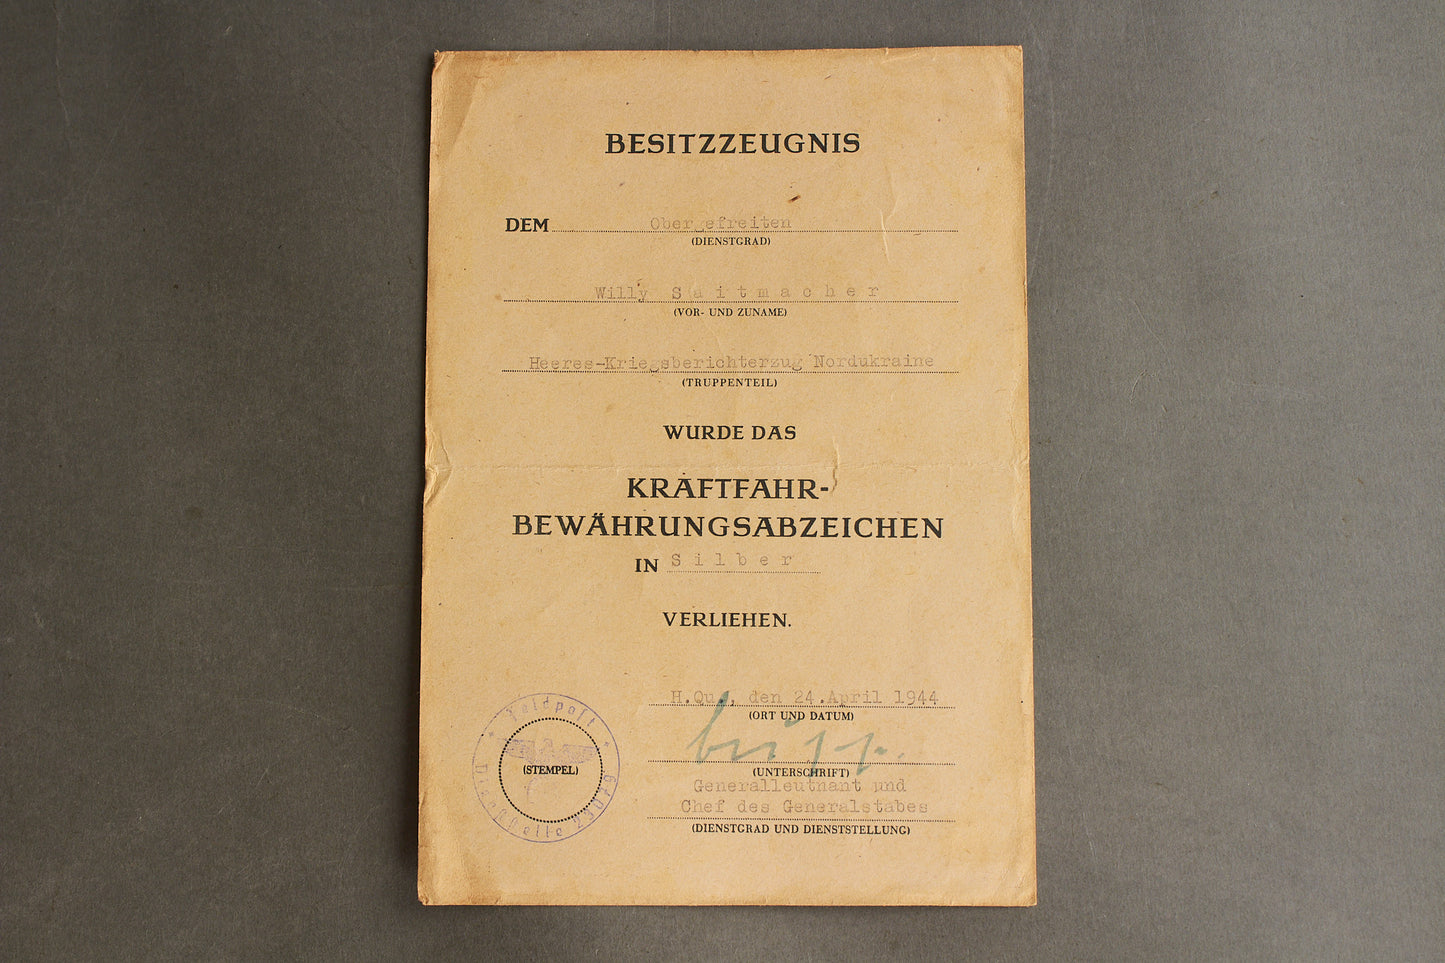 BESITZZEUGNIS
DEM Obergefreiten
(DIENSTGRAD)
Willy Saitmacher
(VOR- UND ZUNAME)
Heeres-Kriegsberichterzug Nordukraine
(TRUPPENTEIL)
WURDE DAS
KRAFTFAHR-
BEWÄHRUNGSABZEICHEN
IN Silber
VERLIEHEN.
H.Qu., den 24.April 1944
(ORT UND DATUM)
(UNTERSCHRIFT)
Generalleutnant und
Chef des Generalstabes
(DIENSTGRAD UND DIENSTSTELLUNG)
Feldpost
(STEMPEL)
Dienststelle